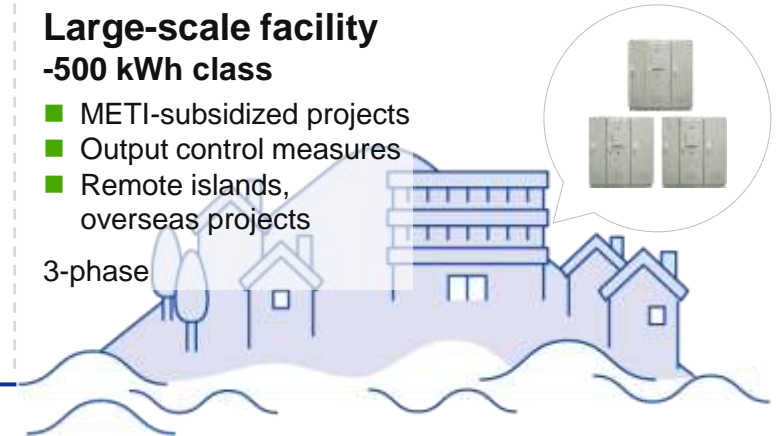 Large-scale facility
-500 kWh class
METI-subsidized projects
Output control measures
Remote islands,
overseas projects
3-phase